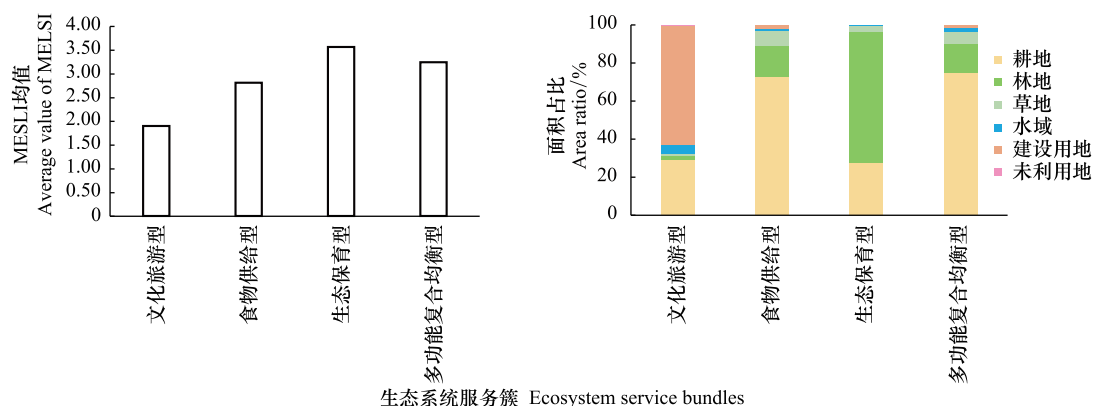 MESLI均值
Average value of MELSI
4.00
3.50
3.00
2.50
2.00
1.50
1.00
0.50
0
文化旅游型
食物供给型
生态保育型
多功能复合均衡型
面积占比
Area ratio/%
100
80
60
40
20
0
文化旅游型
食物供给型
生态保育型
多功能复合均衡型
耕地
林地
草地
水域
建设用地
未利用地
生态系统服务簇 Ecosystem service bundles